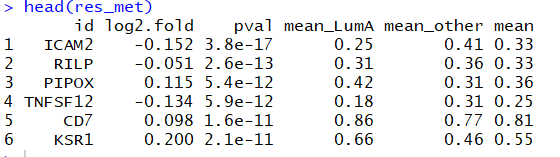 > head(res_met)
id log2.fold pval mean_LumA mean_other mean
1 ICAM2 -0.152 3.8e-17 0.25 0.41 0.33
2 RILP -0.051 2.6e-13 0.31 0.36 0.33
3 PIPOX 0.115 5.4e-12 0.42 0.31 0.36
4 TNFSF12 -0.134 5.9e-12 0.18 0.31 0.25
5 CD7 0.098 1.6e-11 0.86 0.77 0.81
6 KSR1 0.200 2.1e-11 0.66 0.46 0.55